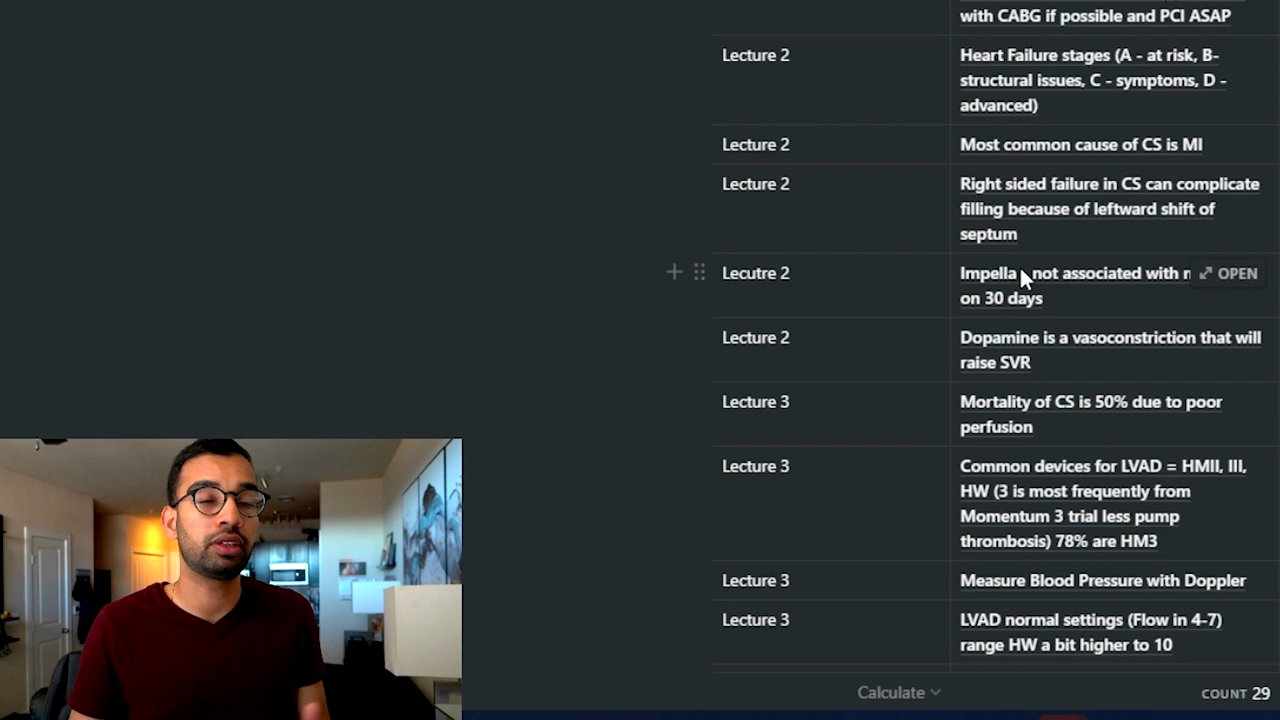 with CABG if possible and PCI ASAP
Lecture 2
Heart Failure stages (A - at risk, B-
structural issues, C - symptoms, D -
advanced)
Lecture 2
Most common cause of CS is MI
Lecture 2
Right sided failure in CS can complicate
filling because of leftward shift of
septum
Lecutre 2
Impella not associated with
OPEN
on 30 days
Lecture 2
Dopamine is a vasoconstriction that will
raise SVR
Lecture 3
Mortality of CS is 50% due to poor
perfusion
Lecture 3
Common devices for LVAD = HMII, III,
HW (3 is most frequently from
Momentum 3 trial less pump
thrombosis) 78% are HM3
Lecture 3
Measure Blood Pressure with Doppler
Lecture 3
LVAD normal settings (Flow in 4-7)
range HW a bit higher to 10
Calculate
COUNT 29